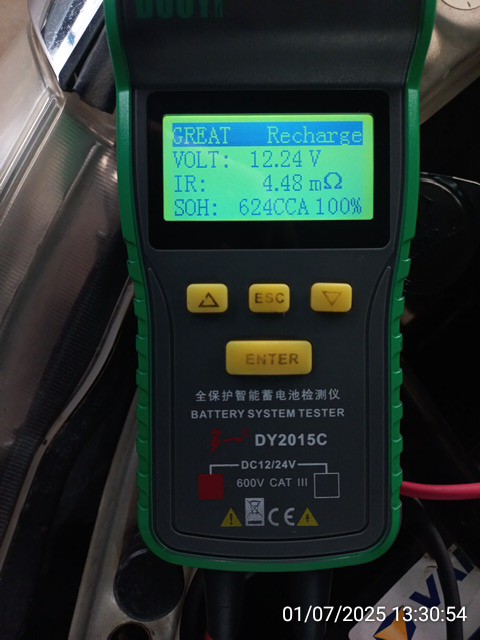 GREAT Recharge
VOLT: 12.24 V
IR: 4.48 mΩ
SOH: 624CCA 100%
ESC
ENTER
全保护智能蓄电池检测仪
BATTERY SYSTEM TESTER
DY2015C
DC12/24V
600V CAT III
CE
01/07/2025 13:30:54